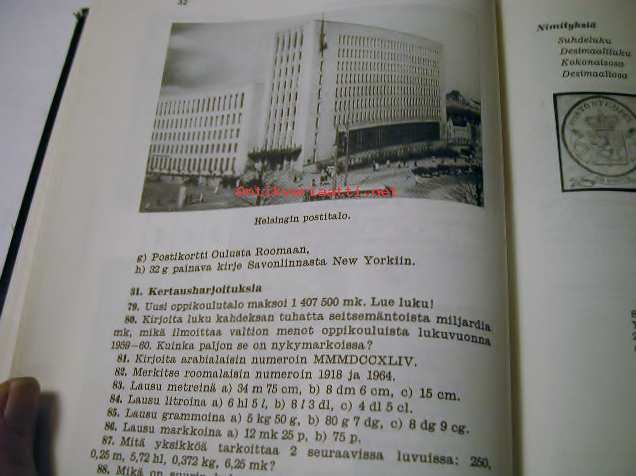 32
Antikvariaatti.net
Helsingin postitalo.
g) Postikortti Oulusta Roomaan,
h) 32 g painava kirje Savonlinnasta New Yorkiin.
31. Kertausharjoituksia
79. Uusi oppikoulutalo maksoi 1 407 500 mk. Lue luku!
80. Kirjoita luku kahdeksan tuhatta seitsemäntoista miljardia
mk, mikä ilmoittaa valtion menot oppikouluista lukuvuonna
1959–60. Kuinka paljon se on nykymarkoissa?
81. Kirjoita arabialaisin numeroin MMMDCCXLIV.
82. Merkitse roomalaisin numeroin 1918 ja 1964.
83. Lausu metreinä a) 34 m 75 cm, b) 8 dm 6 cm, c) 15 cm.
84. Lausu litroina a) 6 hl 5 l, b) 6 l 3 dl, c) 4 dl 5 cl.
85. Lausu grammoina a) 5 kg 50 g, b) 80 g 7 dg, c) 8 dg 9 cg.
86. Lausu markkoina a) 12 mk 25 p, b) 75 p.
87. Mitä yksikköä tarkoittaa 2 seuraavissa luvuissa: 250,
0,25 m, 5,72 hl, 0,372 kg, 6,25 mk?
88. Mikä on
Nimityksiä
Suhdeluku
Desimaaliluku
Kokonaisosa
Desimaaliosa